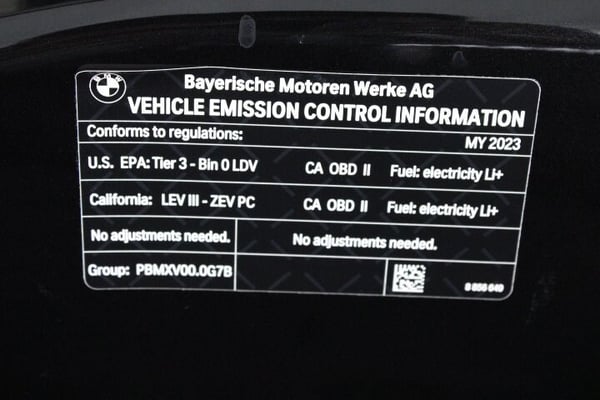 BMW
Bayerische Motoren Werke AG
VEHICLE EMISSION CONTROL INFORMATION
Conforms to regulations: MY 2023
U.S. EPA: Tier 3 - Bin 0 LDV CA OBD II Fuel: electricity Li+
California: LEV III - ZEV PC CA OBD II Fuel: electricity Li+
No adjustments needed. No adjustments needed.
Group: PBMXV00.0G7B